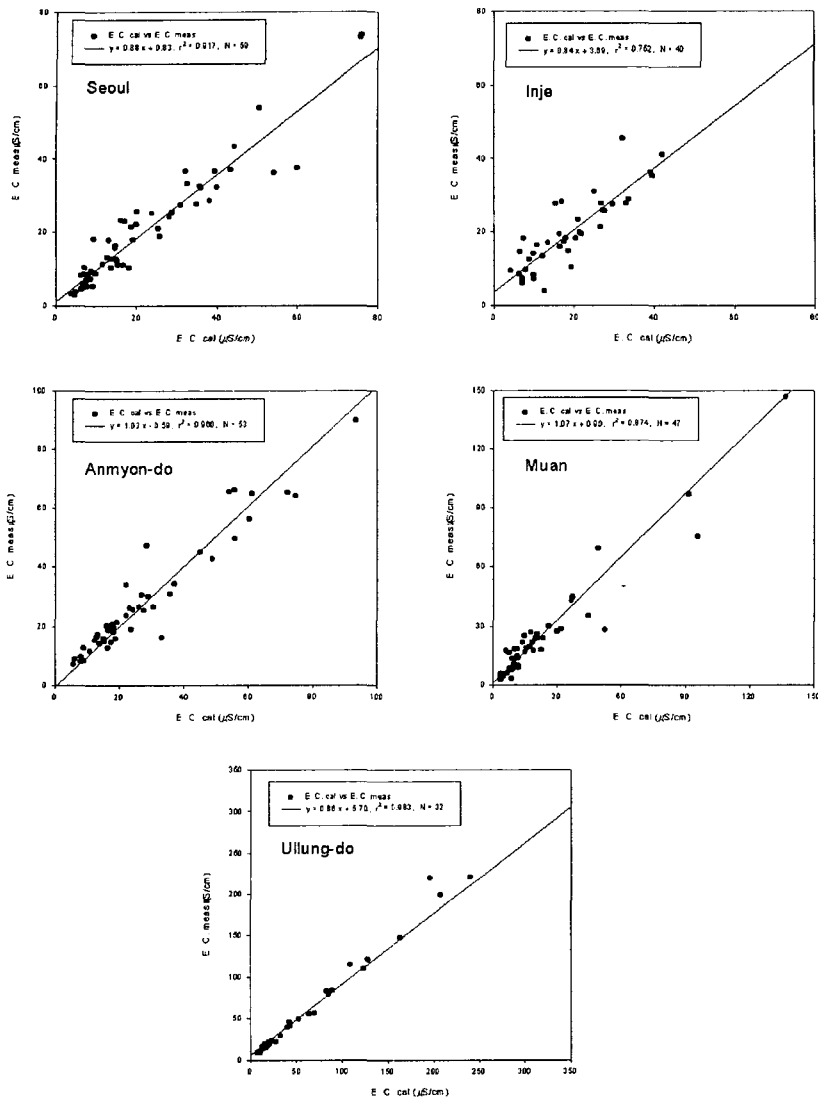 E. C. cal vs E. C. meas
y = 0.88 x + 0.83, r² = 0.917, N = 59
Seoul
80
60
40
20
0
E. C. meas (µS/cm)
0 20 40 60 80
E. C. cal (µS/cm)
E. C. cal vs E. C. meas
y = 0.84 x + 3.69, r² = 0.762, N = 40
Inje
80
60
40
20
0
E. C. meas (µS/cm)
0 20 40 60 80
E. C. cal (µS/cm)
E. C. cal vs E. C. meas
N = 53
Anmyon-do
100
80
60
40
20
0
E. C. meas (µS/cm)
0 20 40 60 80 100
E. C. cal (µS/cm)
E. C. cal vs E. C. meas
N = 47
Muan
150
120
90
60
30
0
E. C. meas (µS/cm)
0 30 60 90 120 150
E. C. cal (µS/cm)
E. C. cal vs E. C. meas
r² = 0.983, N = 32
Ullung-do
350
300
250
200
150
100
50
0
E. C. meas (µS/cm)
0 50 100 150 200 250 300 350
E. C. cal (µS/cm)